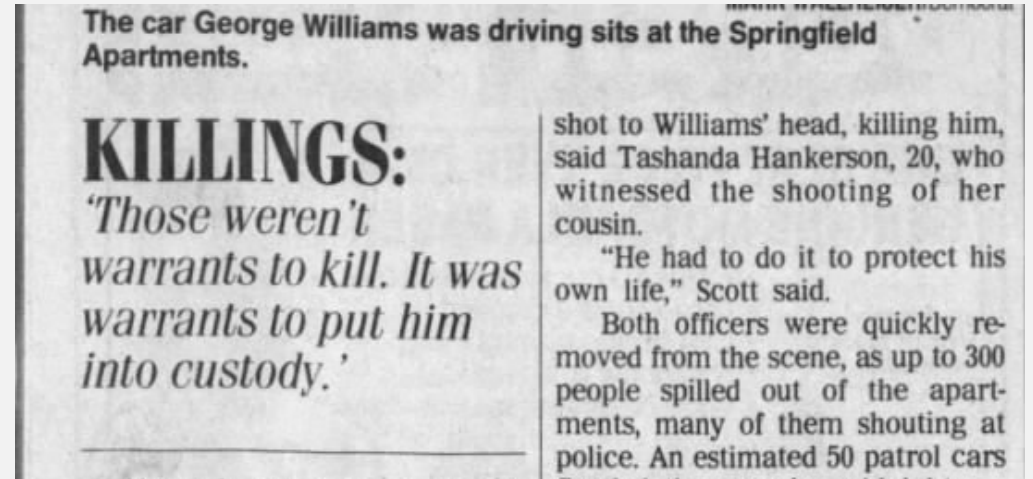 The car George Williams was driving sits at the Springfield
Apartments.
KILLINGS:
‘Those weren’t
warrants to kill. It was
warrants to put him
into custody.’
shot to Williams’ head, killing him,
said Tashanda Hankerson, 20, who
witnessed the shooting of her
cousin.
“He had to do it to protect his
own life,” Scott said.
Both officers were quickly re-
moved from the scene, as up to 300
people spilled out of the apart-
ments, many of them shouting at
police. An estimated 50 patrol cars